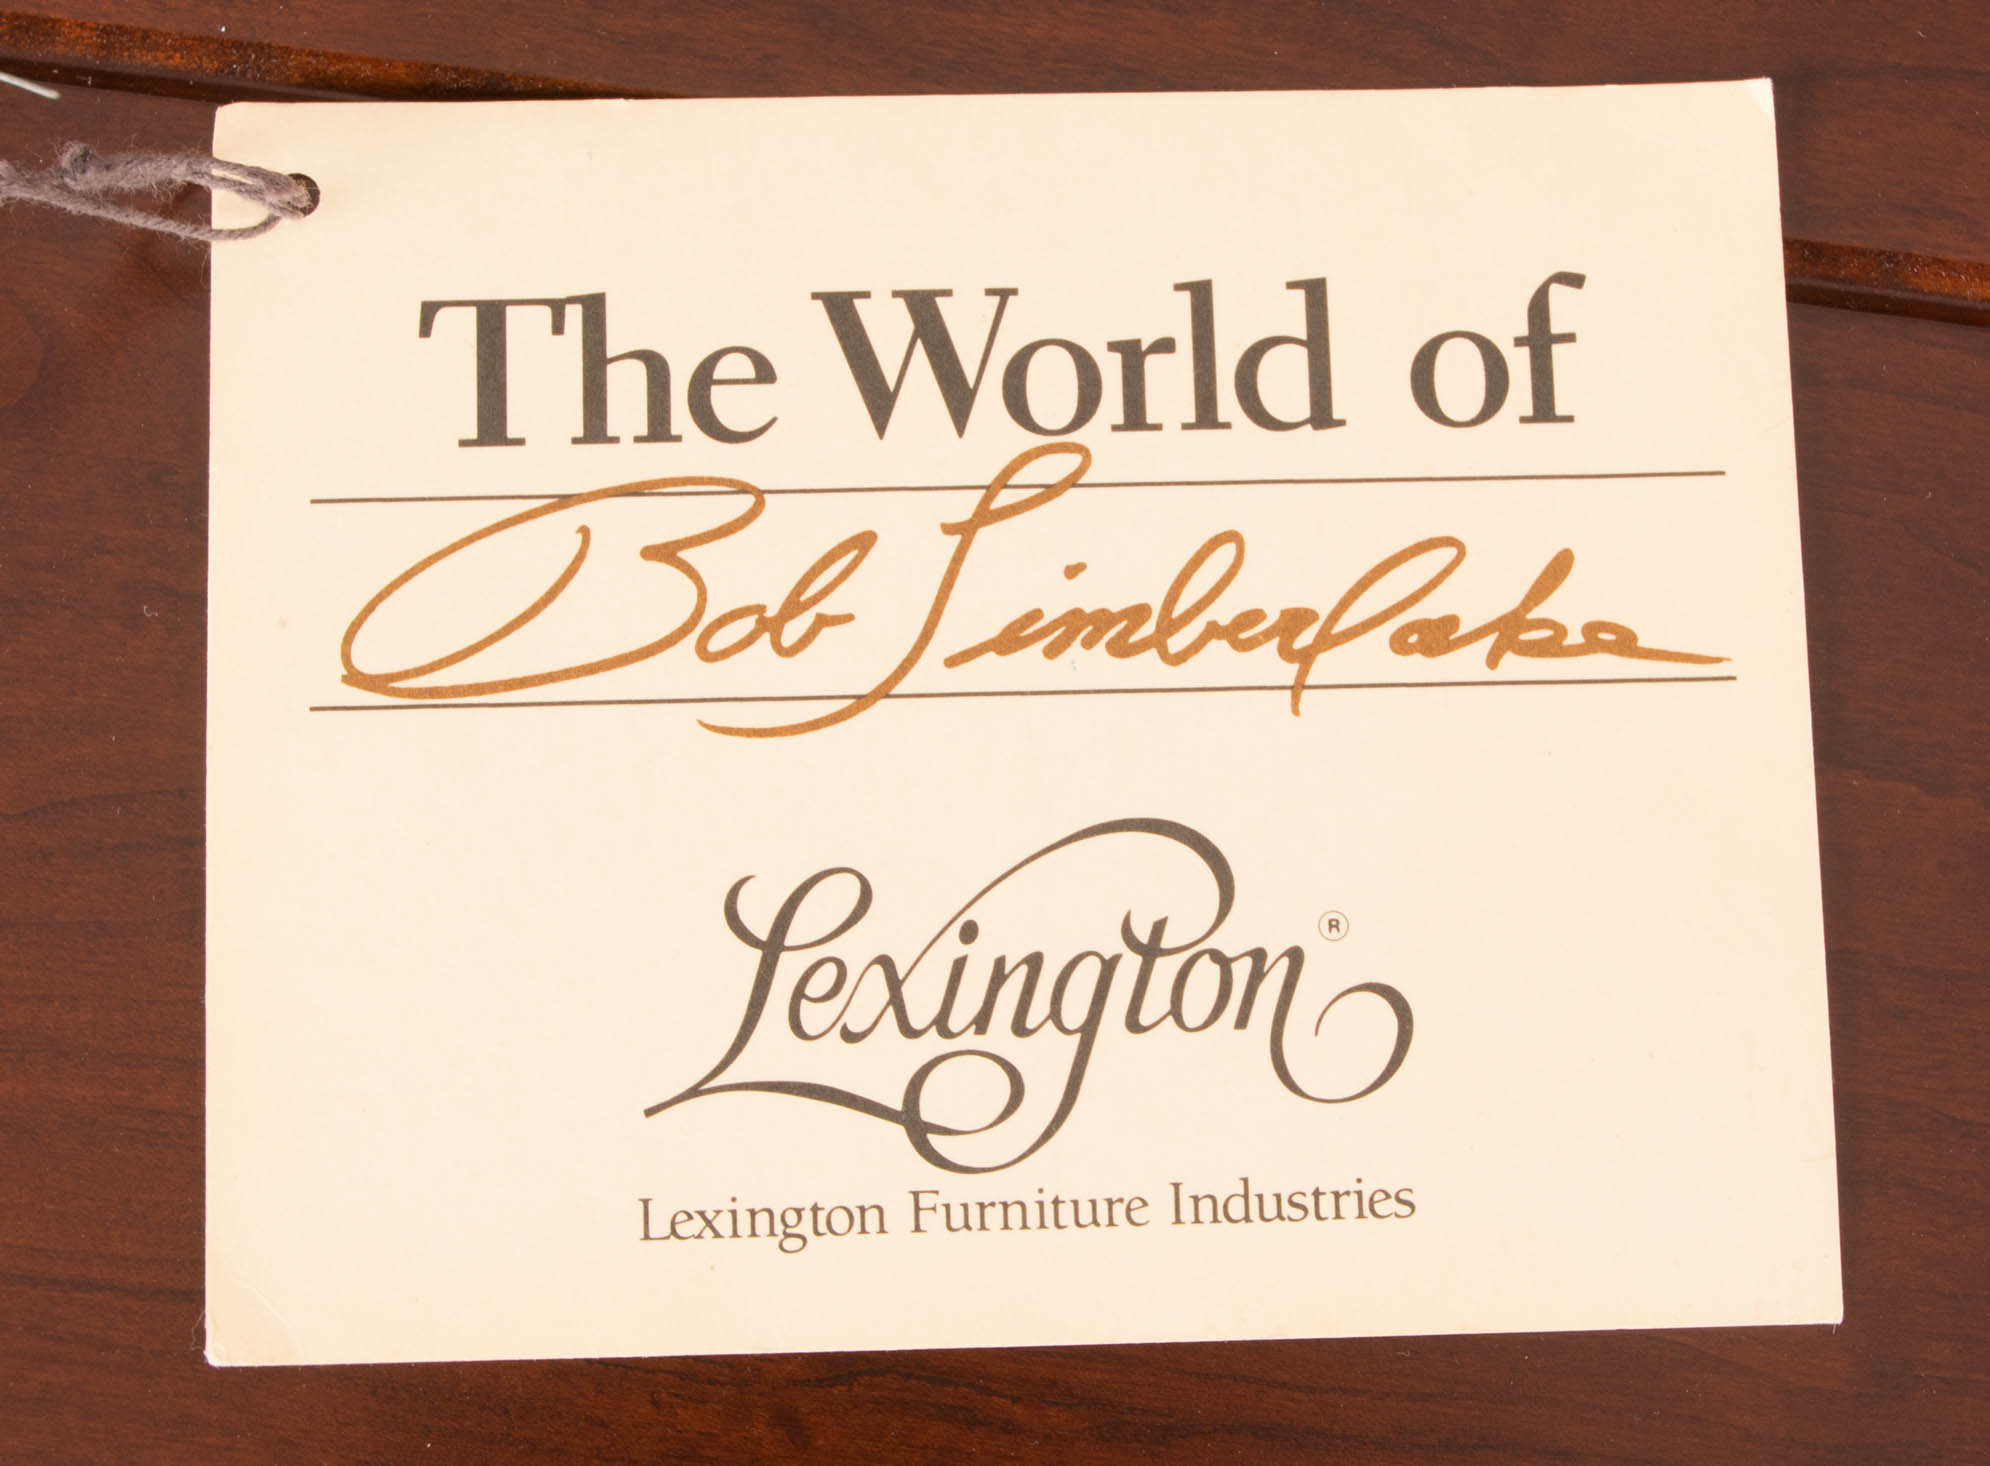 The World of
Bob Timberlake
Lexington ®
Lexington Furniture Industries